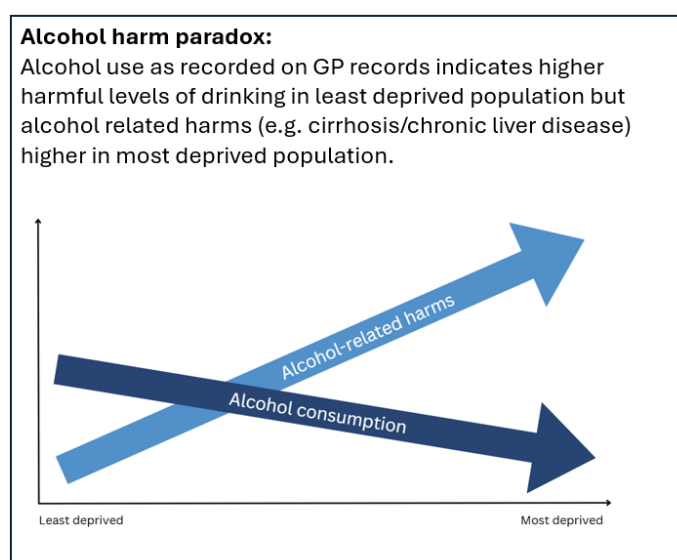 Alcohol harm paradox:
Alcohol use as recorded on GP records indicates higher
harmful levels of drinking in least deprived population but
alcohol related harms (e.g. cirrhosis/chronic liver disease)
higher in most deprived population.
Alcohol-related harms
Alcohol consumption
Least deprived
Most deprived